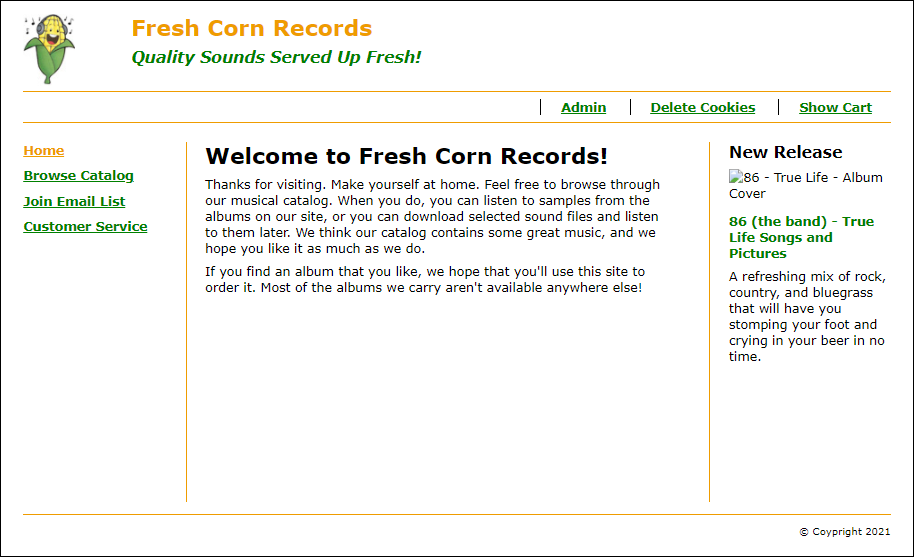 Fresh Corn Records
Quality Sounds Served Up Fresh!
Admin
Delete Cookies
Show Cart
Home
Browse Catalog
Join Email List
Customer Service
Welcome to Fresh Corn Records!
Thanks for visiting. Make yourself at home. Feel free to browse through
our musical catalog. When you do, you can listen to samples from the
albums on our site, or you can download selected sound files and listen
to them later. We think our catalog contains some great music, and we
hope you like it as much as we do.
If you find an album that you like, we hope that you'll use this site to
order it. Most of the albums we carry aren't available anywhere else!
New Release
86 - True Life - Album
Cover
86 (the band) - True
Life Songs and
Pictures
A refreshing mix of rock,
country, and bluegrass
that will have you
stomping your foot and
crying in your beer in no
time.
© Coypright 2021